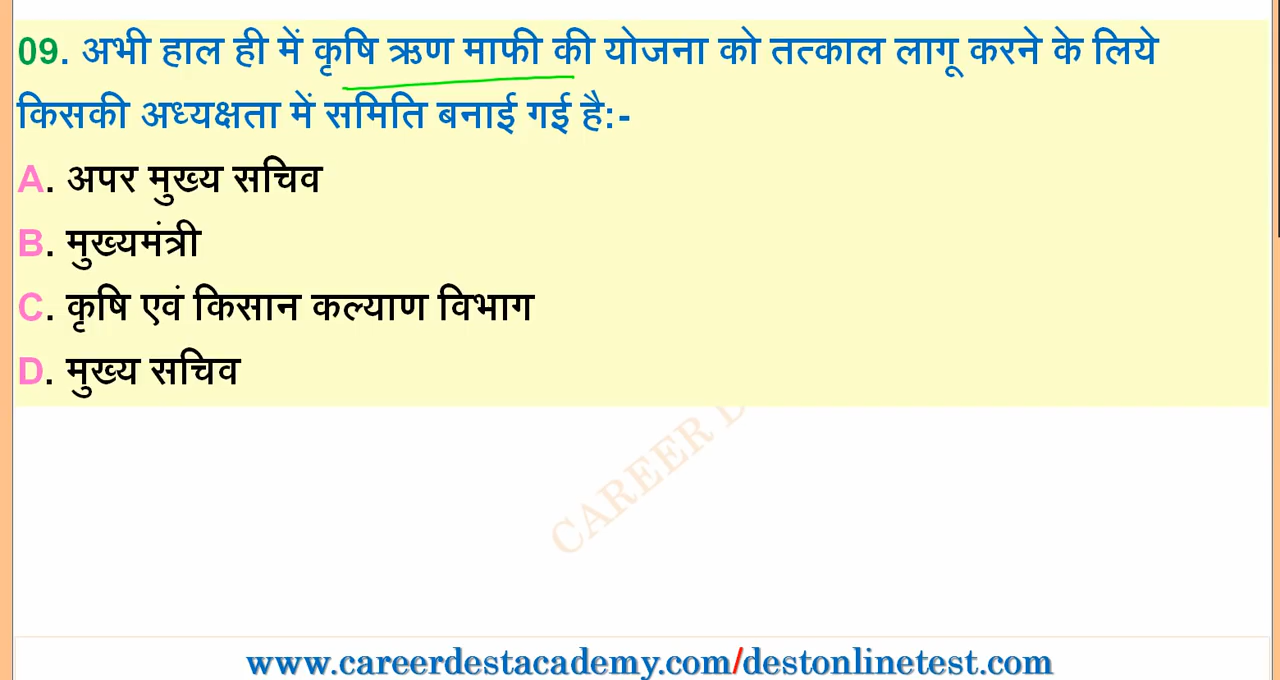 09. अभी हाल ही में कृषि ऋण माफी की योजना को तत्काल लागू करने के लिये
किसकी अध्यक्षता में समिति बनाई गई है:-
A. अपर मुख्य सचिव
B. मुख्यमंत्री
C. कृषि एवं किसान कल्याण विभाग
D. मुख्य सचिव
CAREER D
www.careerdestacademy.com/destonlinetest.com